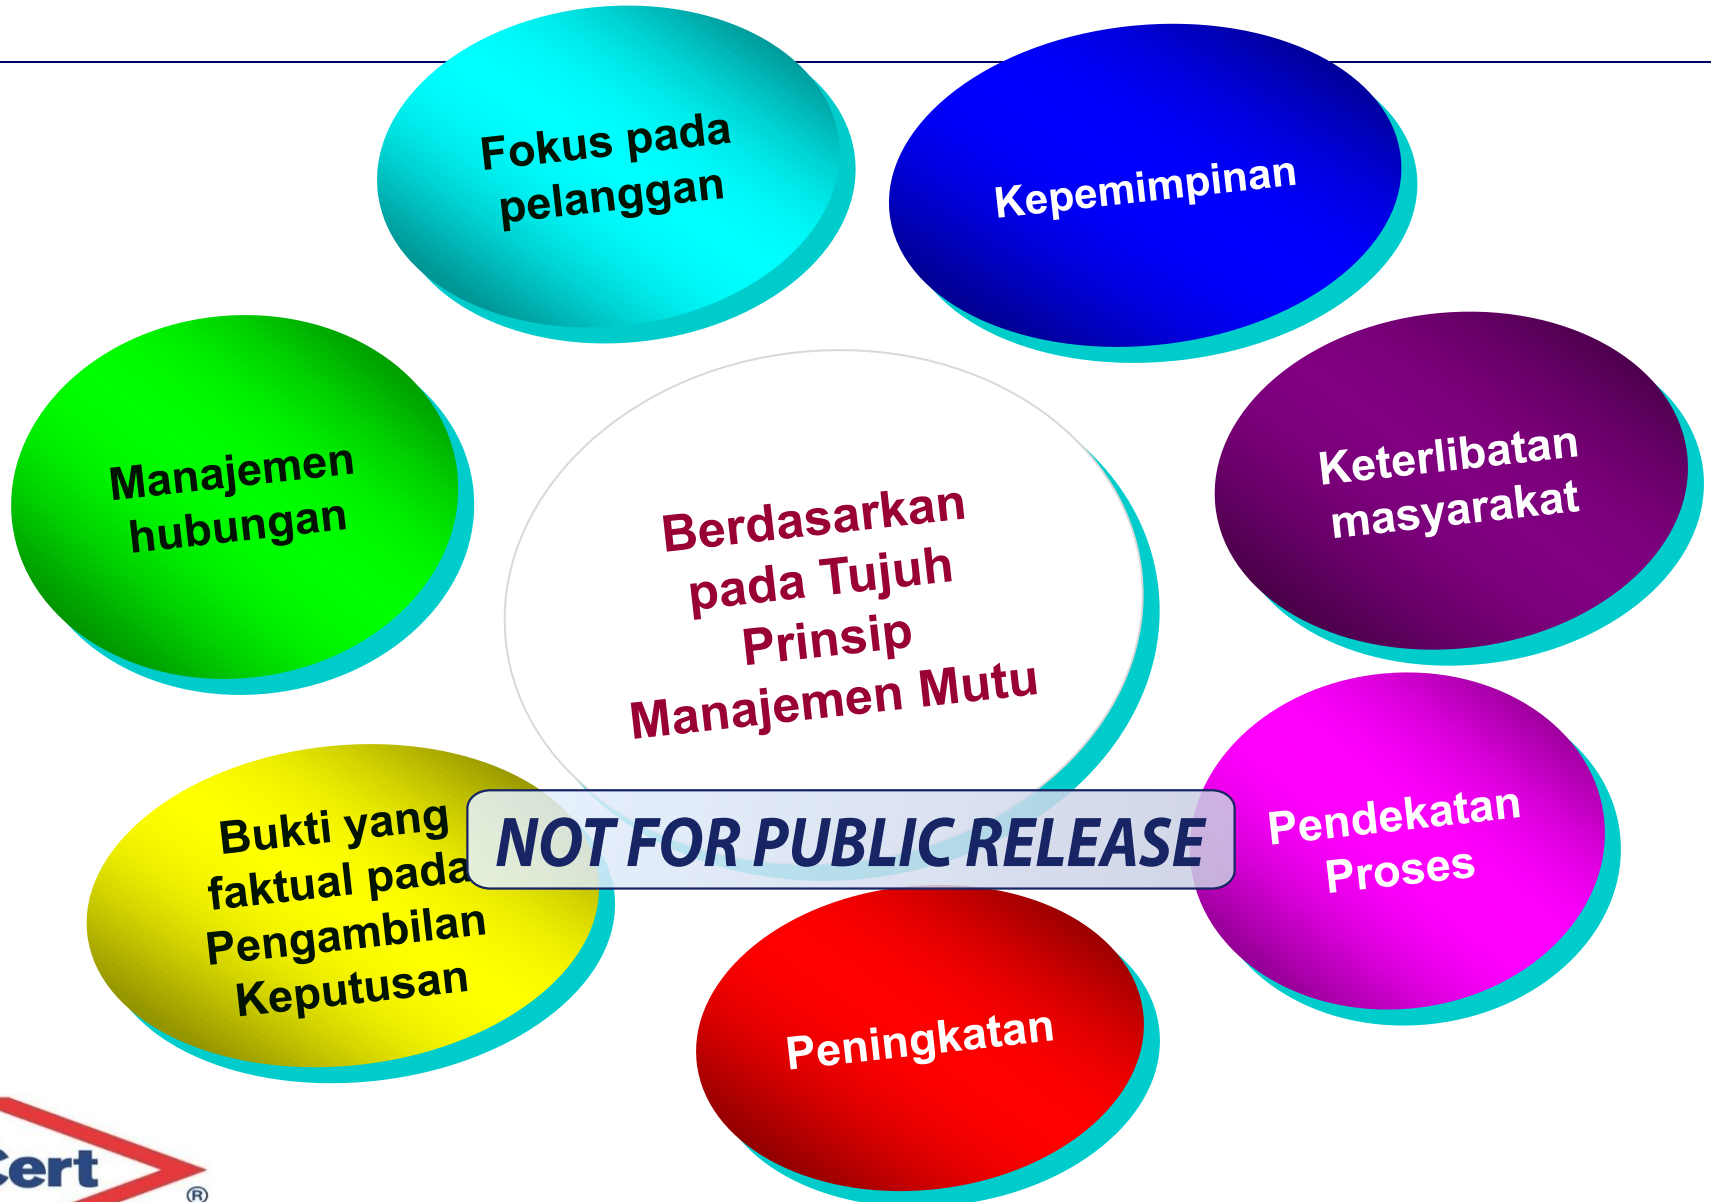 Fokus pada
pelanggan
Kepemimpinan
Manajemen
hubungan
Keterlibatan
masyarakat
Berdasarkan
pada Tujuh
Prinsip
Manajemen Mutu
Bukti yang
faktual pada
Pengambilan
Keputusan
NOT FOR PUBLIC RELEASE
Pendekatan
Proses
Peningkatan
®